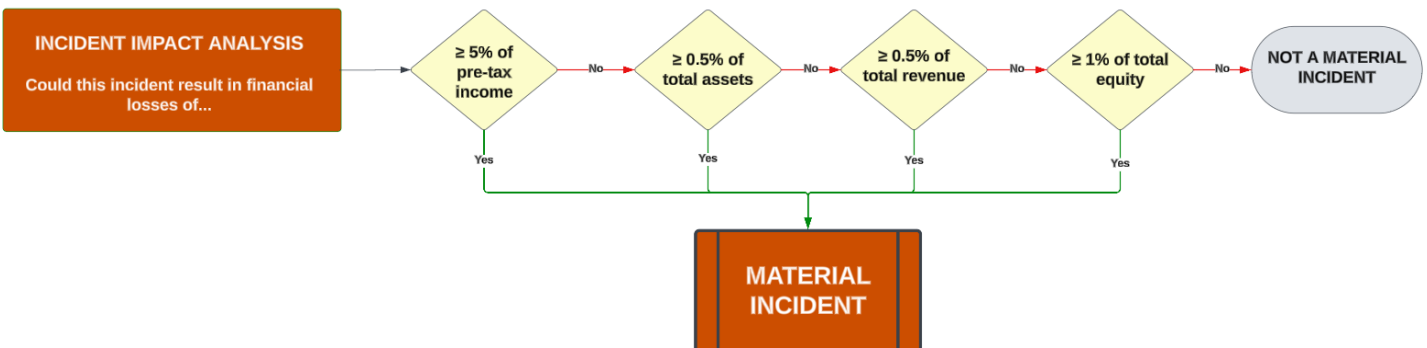 INCIDENT IMPACT ANALYSIS
Could this incident result in financial
losses of...
≥ 5% of
pre-tax
income
No
≥ 0.5% of
total assets
No
≥ 0.5% of
total revenue
No
≥ 1% of total
equity
No
NOT A MATERIAL
INCIDENT
Yes
Yes
Yes
Yes
MATERIAL
INCIDENT